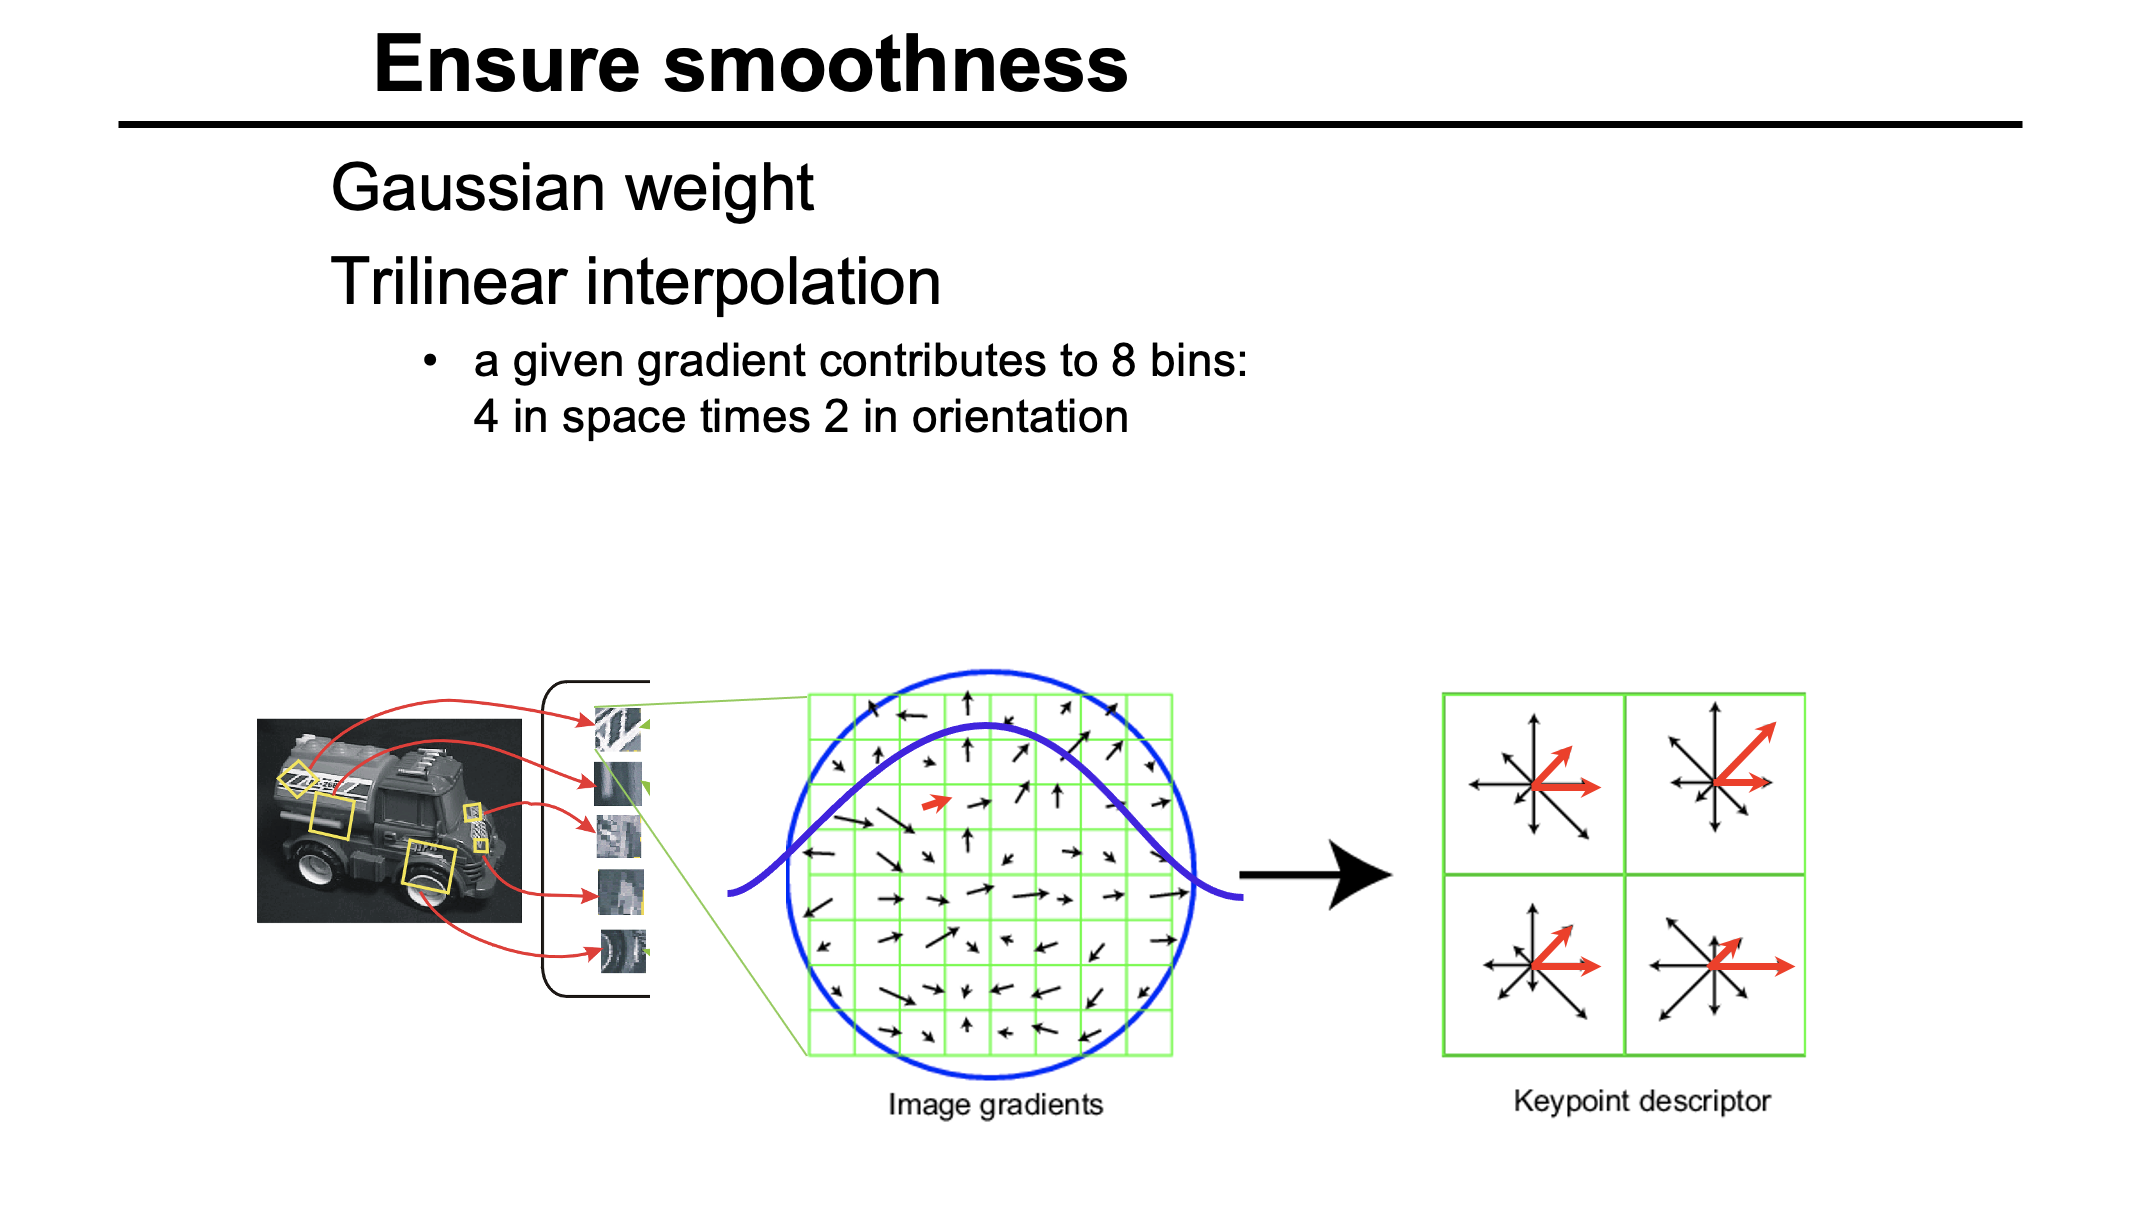 Ensure smoothness
Gaussian weight
Trilinear interpolation
• a given gradient contributes to 8 bins:
4 in space times 2 in orientation
Image gradients
Keypoint descriptor